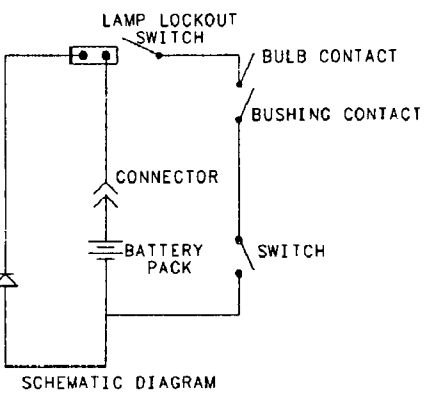 LAMP LOCKOUT
SWITCH
BULB CONTACT
BUSHING CONTACT
CONNECTOR
BATTERY
PACK
SWITCH
SCHEMATIC DIAGRAM